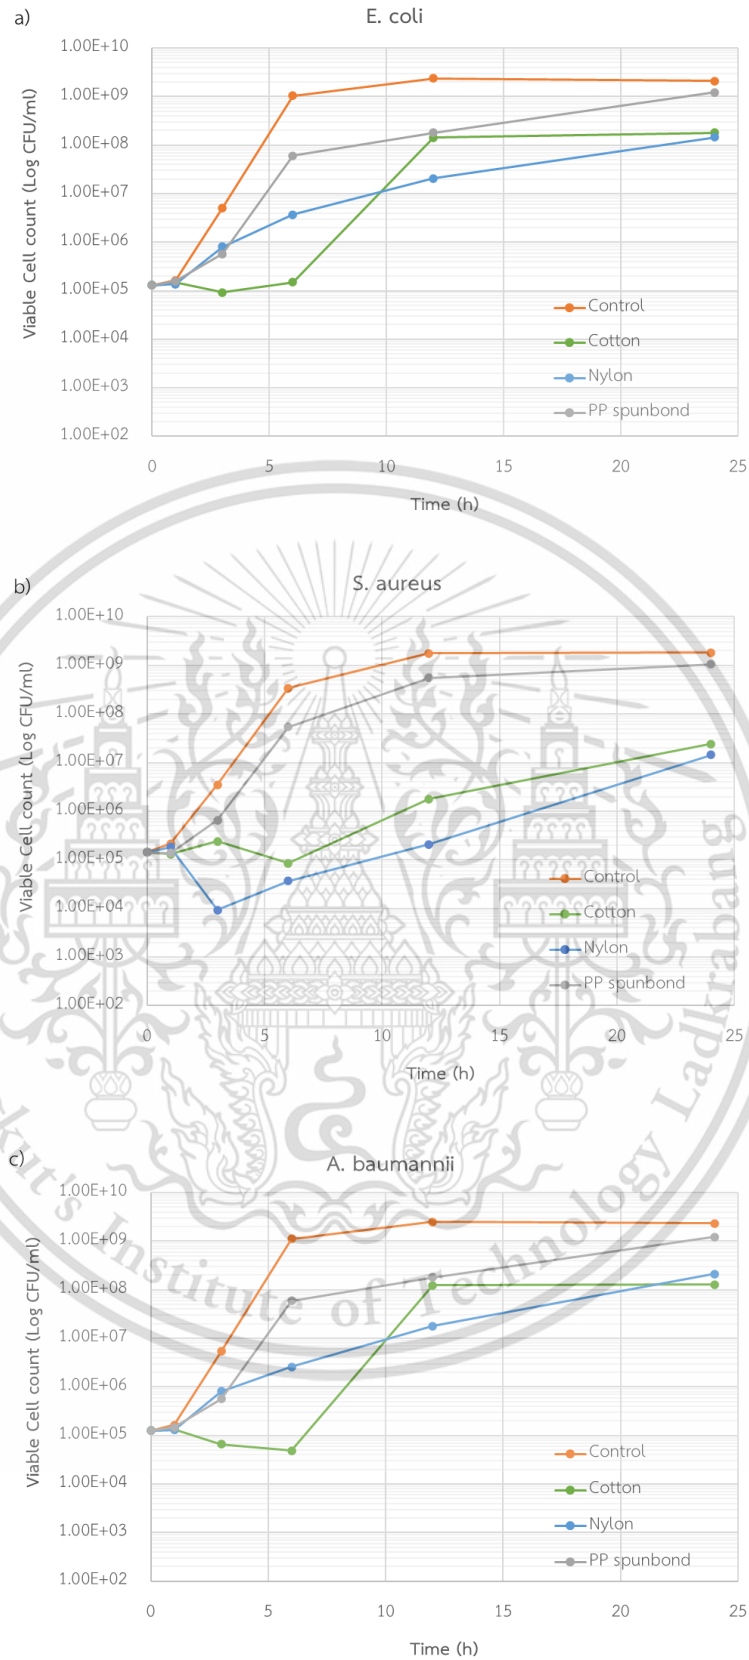 a)
E. coli
Viable Cell count (Log CFU/ml)
1.00E+10
1.00E+09
1.00E+08
1.00E+07
1.00E+06
1.00E+05
1.00E+04
1.00E+03
1.00E+02
Control
Cotton
Nylon
PP spunbond
0 5 10 15 20 25
Time (h)
b)
S. aureus
Viable Cell count (Log CFU/ml)
1.00E+10
1.00E+09
1.00E+08
1.00E+07
1.00E+06
1.00E+05
1.00E+04
1.00E+03
1.00E+02
Control
Cotton
Nylon
PP spunbond
0 5 10 15 20 25
Time (h)
c)
A. baumannii
Viable Cell count (Log CFU/ml)
1.00E+10
1.00E+09
1.00E+08
1.00E+07
1.00E+06
1.00E+05
1.00E+04
1.00E+03
1.00E+02
Control
Cotton
Nylon
PP spunbond
0 5 10 15 20 25
Time (h)
kut's Institute of Technology Ladkrabang